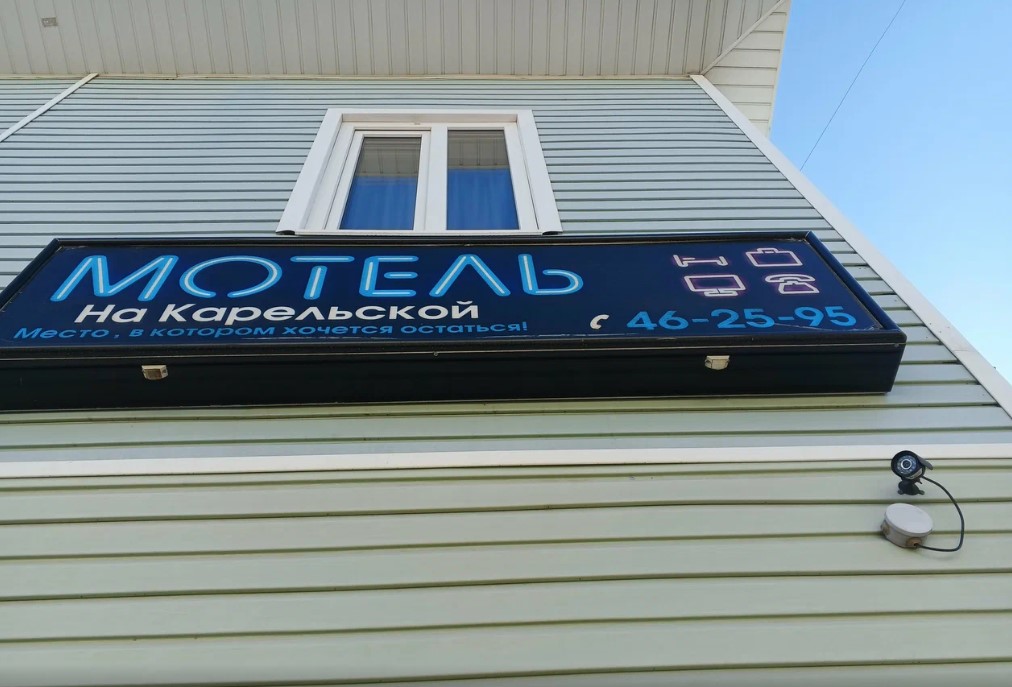 МОТЕЛЬ
На Карельской
Место, в котором хочется остаться!
46-25-95